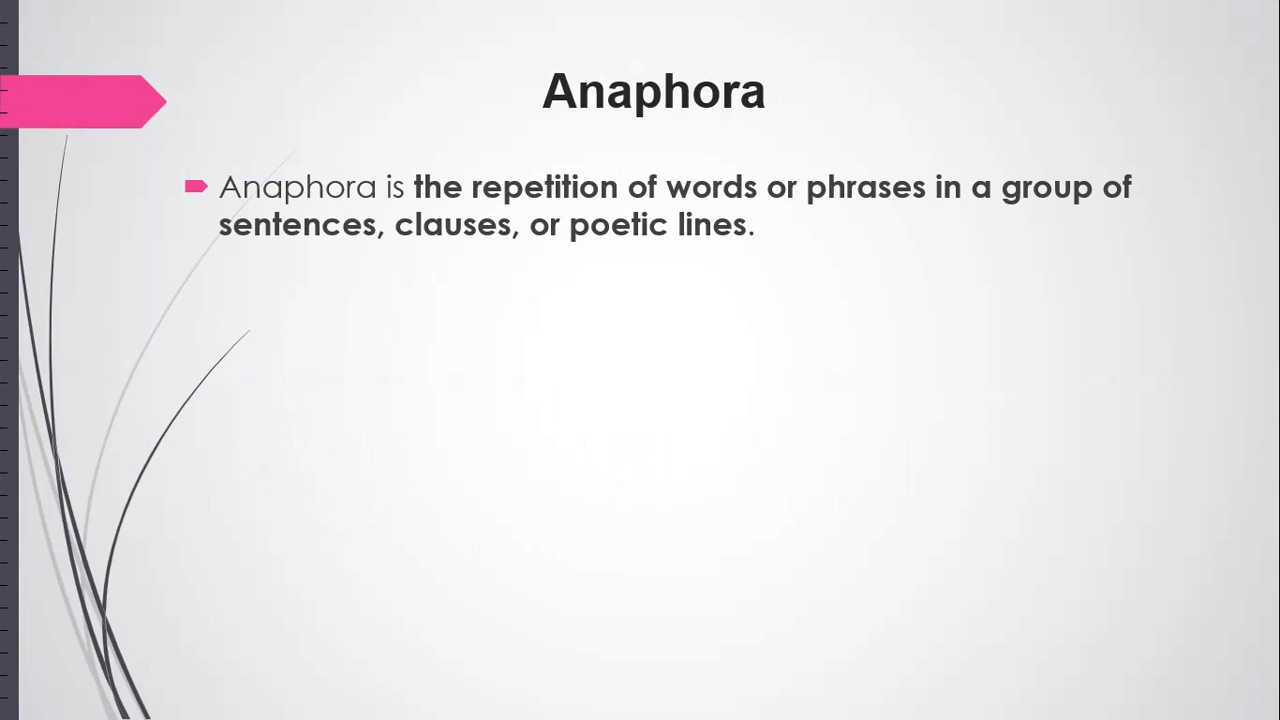 Anaphora
Anaphora is the repetition of words or phrases in a group of
sentences, clauses, or poetic lines.